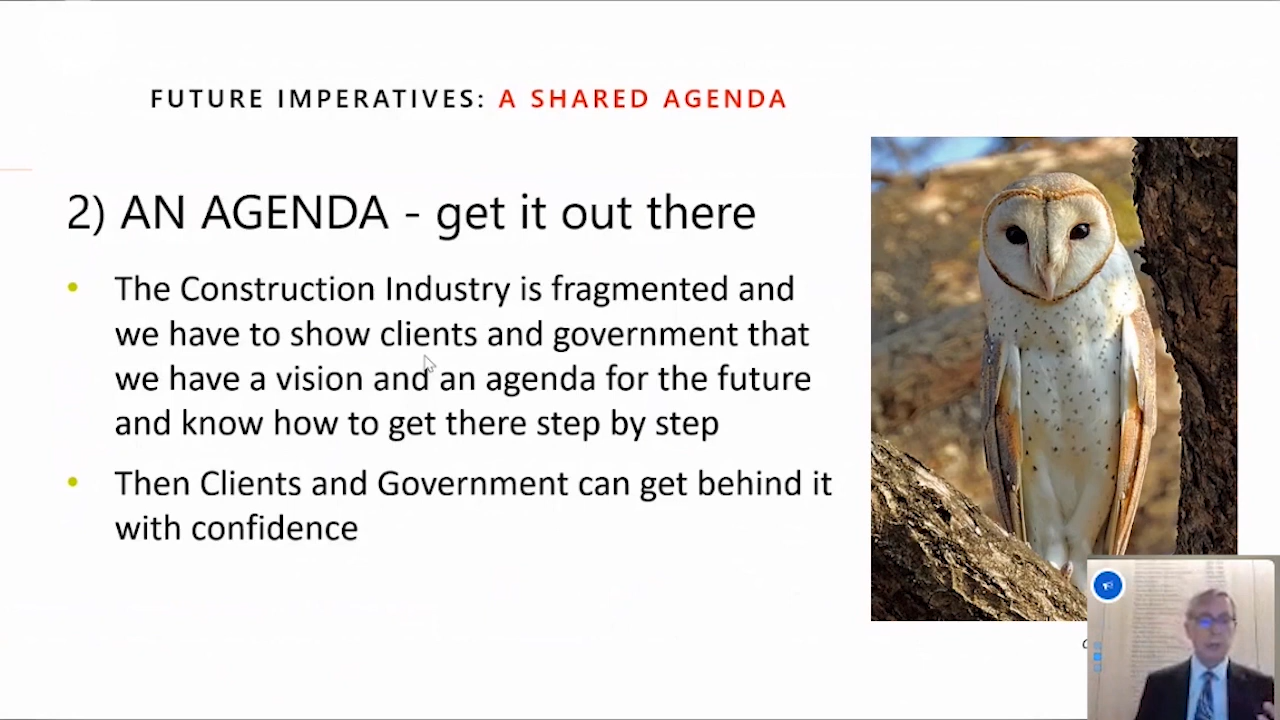 FUTURE IMPERATIVES: A SHARED AGENDA
2) AN AGENDA - get it out there
• The Construction Industry is fragmented and
we have to show clients and government that
we have a vision and an agenda for the future
and know how to get there step by step
• Then Clients and Government can get behind it
with confidence